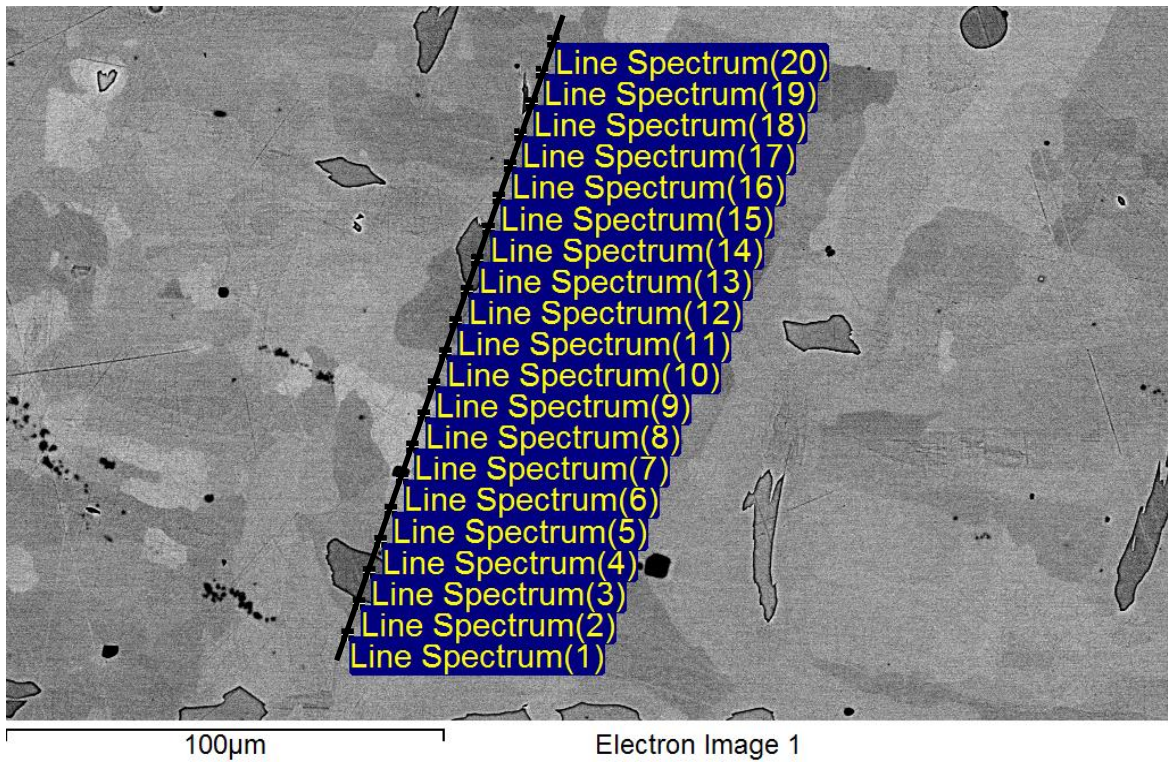 Line Spectrum(20)
Line Spectrum(19)
Line Spectrum(18)
Line Spectrum(17)
Line Spectrum(16)
Line Spectrum(15)
Line Spectrum(14)
Line Spectrum(13)
Line Spectrum(12)
Line Spectrum(11)
Line Spectrum(10)
Line Spectrum(9)
Line Spectrum(8)
Line Spectrum(7)
Line Spectrum(6)
Line Spectrum(5)
Line Spectrum(4)
Line Spectrum(3)
Line Spectrum(2)
Line Spectrum(1)
100µm Electron Image 1